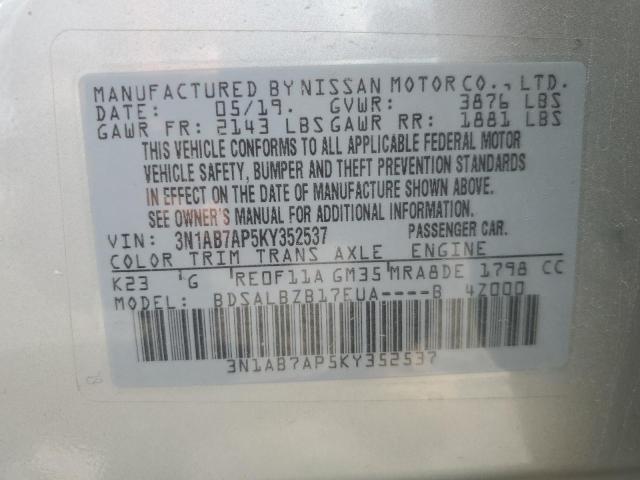 MANUFACTURED BY NISSAN MOTOR CO., LTD.
DATE: 05/19. GVWR: 3876 LBS
GAWR FR: 2143 LBS GAWR RR: 1881 LBS
THIS VEHICLE CONFORMS TO ALL APPLICABLE FEDERAL MOTOR
VEHICLE SAFETY, BUMPER AND THEFT PREVENTION STANDARDS
IN EFFECT ON THE DATE OF MANUFACTURE SHOWN ABOVE.
SEE OWNER'S MANUAL FOR ADDITIONAL INFORMATION.
VIN: 3N1AB7AP5KY352537 PASSENGER CAR.
COLOR TRIM TRANS AXLE ENGINE
K23 G RE0F11A GM35 MRA8DE 1798 CC
MODEL: BDSALBZB17EUA----B 4Z000
3N1AB7AP5KY352537